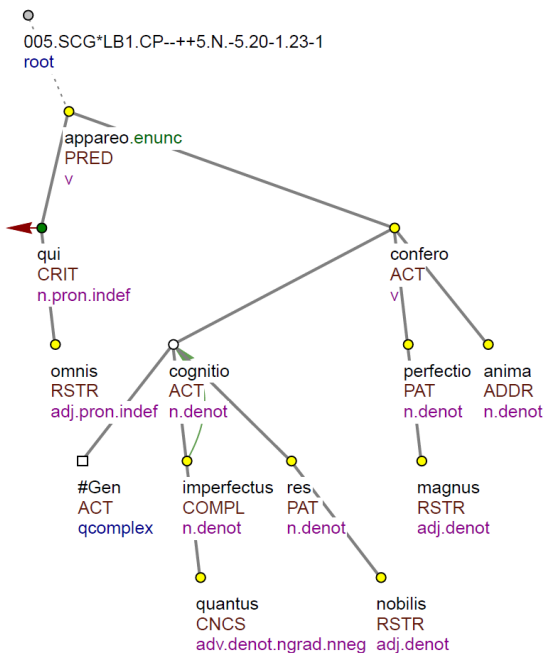 005.SCG*LB1.CP--++5.N.-5.20-1.23-1
root
appareo.enunc
PRED
v
qui
CRIT
n.pron.indef
confero
ACT
v
omnis
RSTR
adj.pron.indef
cognitio
ACT
n.denot
perfectio
PAT
n.denot
anima
ADDR
n.denot
#Gen
ACT
qcomplex
imperfectus
COMPL
n.denot
res
PAT
n.denot
magnus
RSTR
adj.denot
quantus
CNCS
adv.denot.ngrad.nneg
nobilis
RSTR
adj.denot